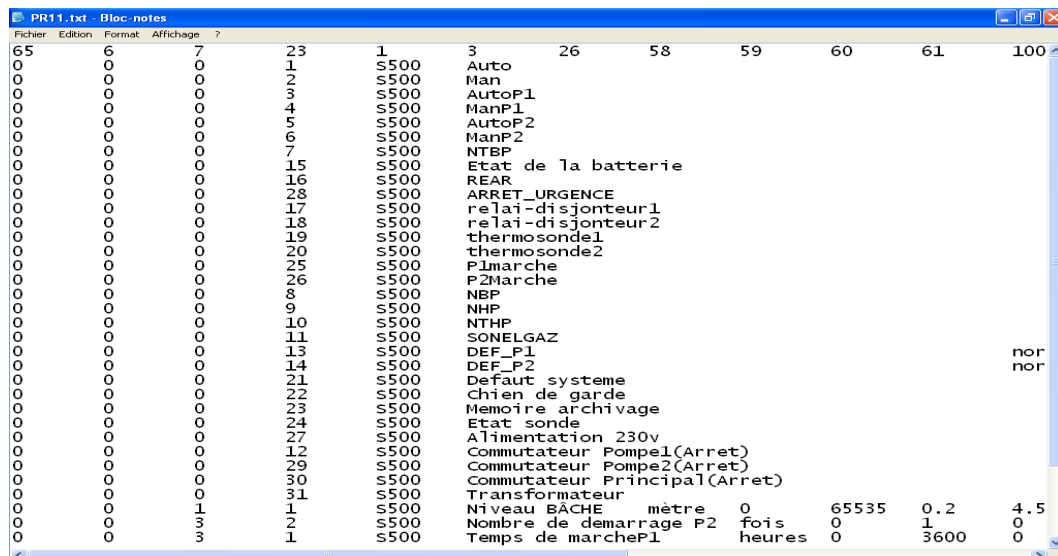 PR11.txt - Bloc-notes
Fichier Edition Format Affichage ?
65 6 7 23 1 3 26 58 59 60 61 100
0 0 0 1 S500 Auto
0 0 0 2 S500 Man
0 0 0 3 S500 AutoP1
0 0 0 4 S500 ManP1
0 0 0 5 S500 AutoP2
0 0 0 6 S500 ManP2
0 0 0 7 S500 NTBP
0 0 0 15 S500 Etat de la batterie
0 0 0 16 S500 REAR
0 0 0 28 S500 ARRET_URGENCE
0 0 0 17 S500 relai-disjonteur1
0 0 0 18 S500 relai-disjonteur2
0 0 0 19 S500 thermosonde1
0 0 0 20 S500 thermosonde2
0 0 0 25 S500 P1marche
0 0 0 26 S500 P2Marche
0 0 0 8 S500 NBP
0 0 0 9 S500 NHP
0 0 0 10 S500 NTHP
0 0 0 11 S500 SONELGAZ
0 0 0 13 S500 DEF_P1 nor
0 0 0 14 S500 DEF_P2 nor
0 0 0 21 S500 Defaut systeme
0 0 0 22 S500 Chien de garde
0 0 0 23 S500 Memoire archivage
0 0 0 24 S500 Etat sonde
0 0 0 27 S500 Alimentation 230v
0 0 0 12 S500 Commutateur Pompe1(Arret)
0 0 0 29 S500 Commutateur Pompe2(Arret)
0 0 0 30 S500 Commutateur Principal(Arret)
0 0 0 31 S500 Transformateur
0 0 1 1 S500 Niveau BÂCHE mètre 0 65535 0.2 4.5
0 0 3 2 S500 Nombre de demarrage P2 fois 0 1 0
0 0 3 1 S500 Temps de marcheP1 heures 0 3600 0